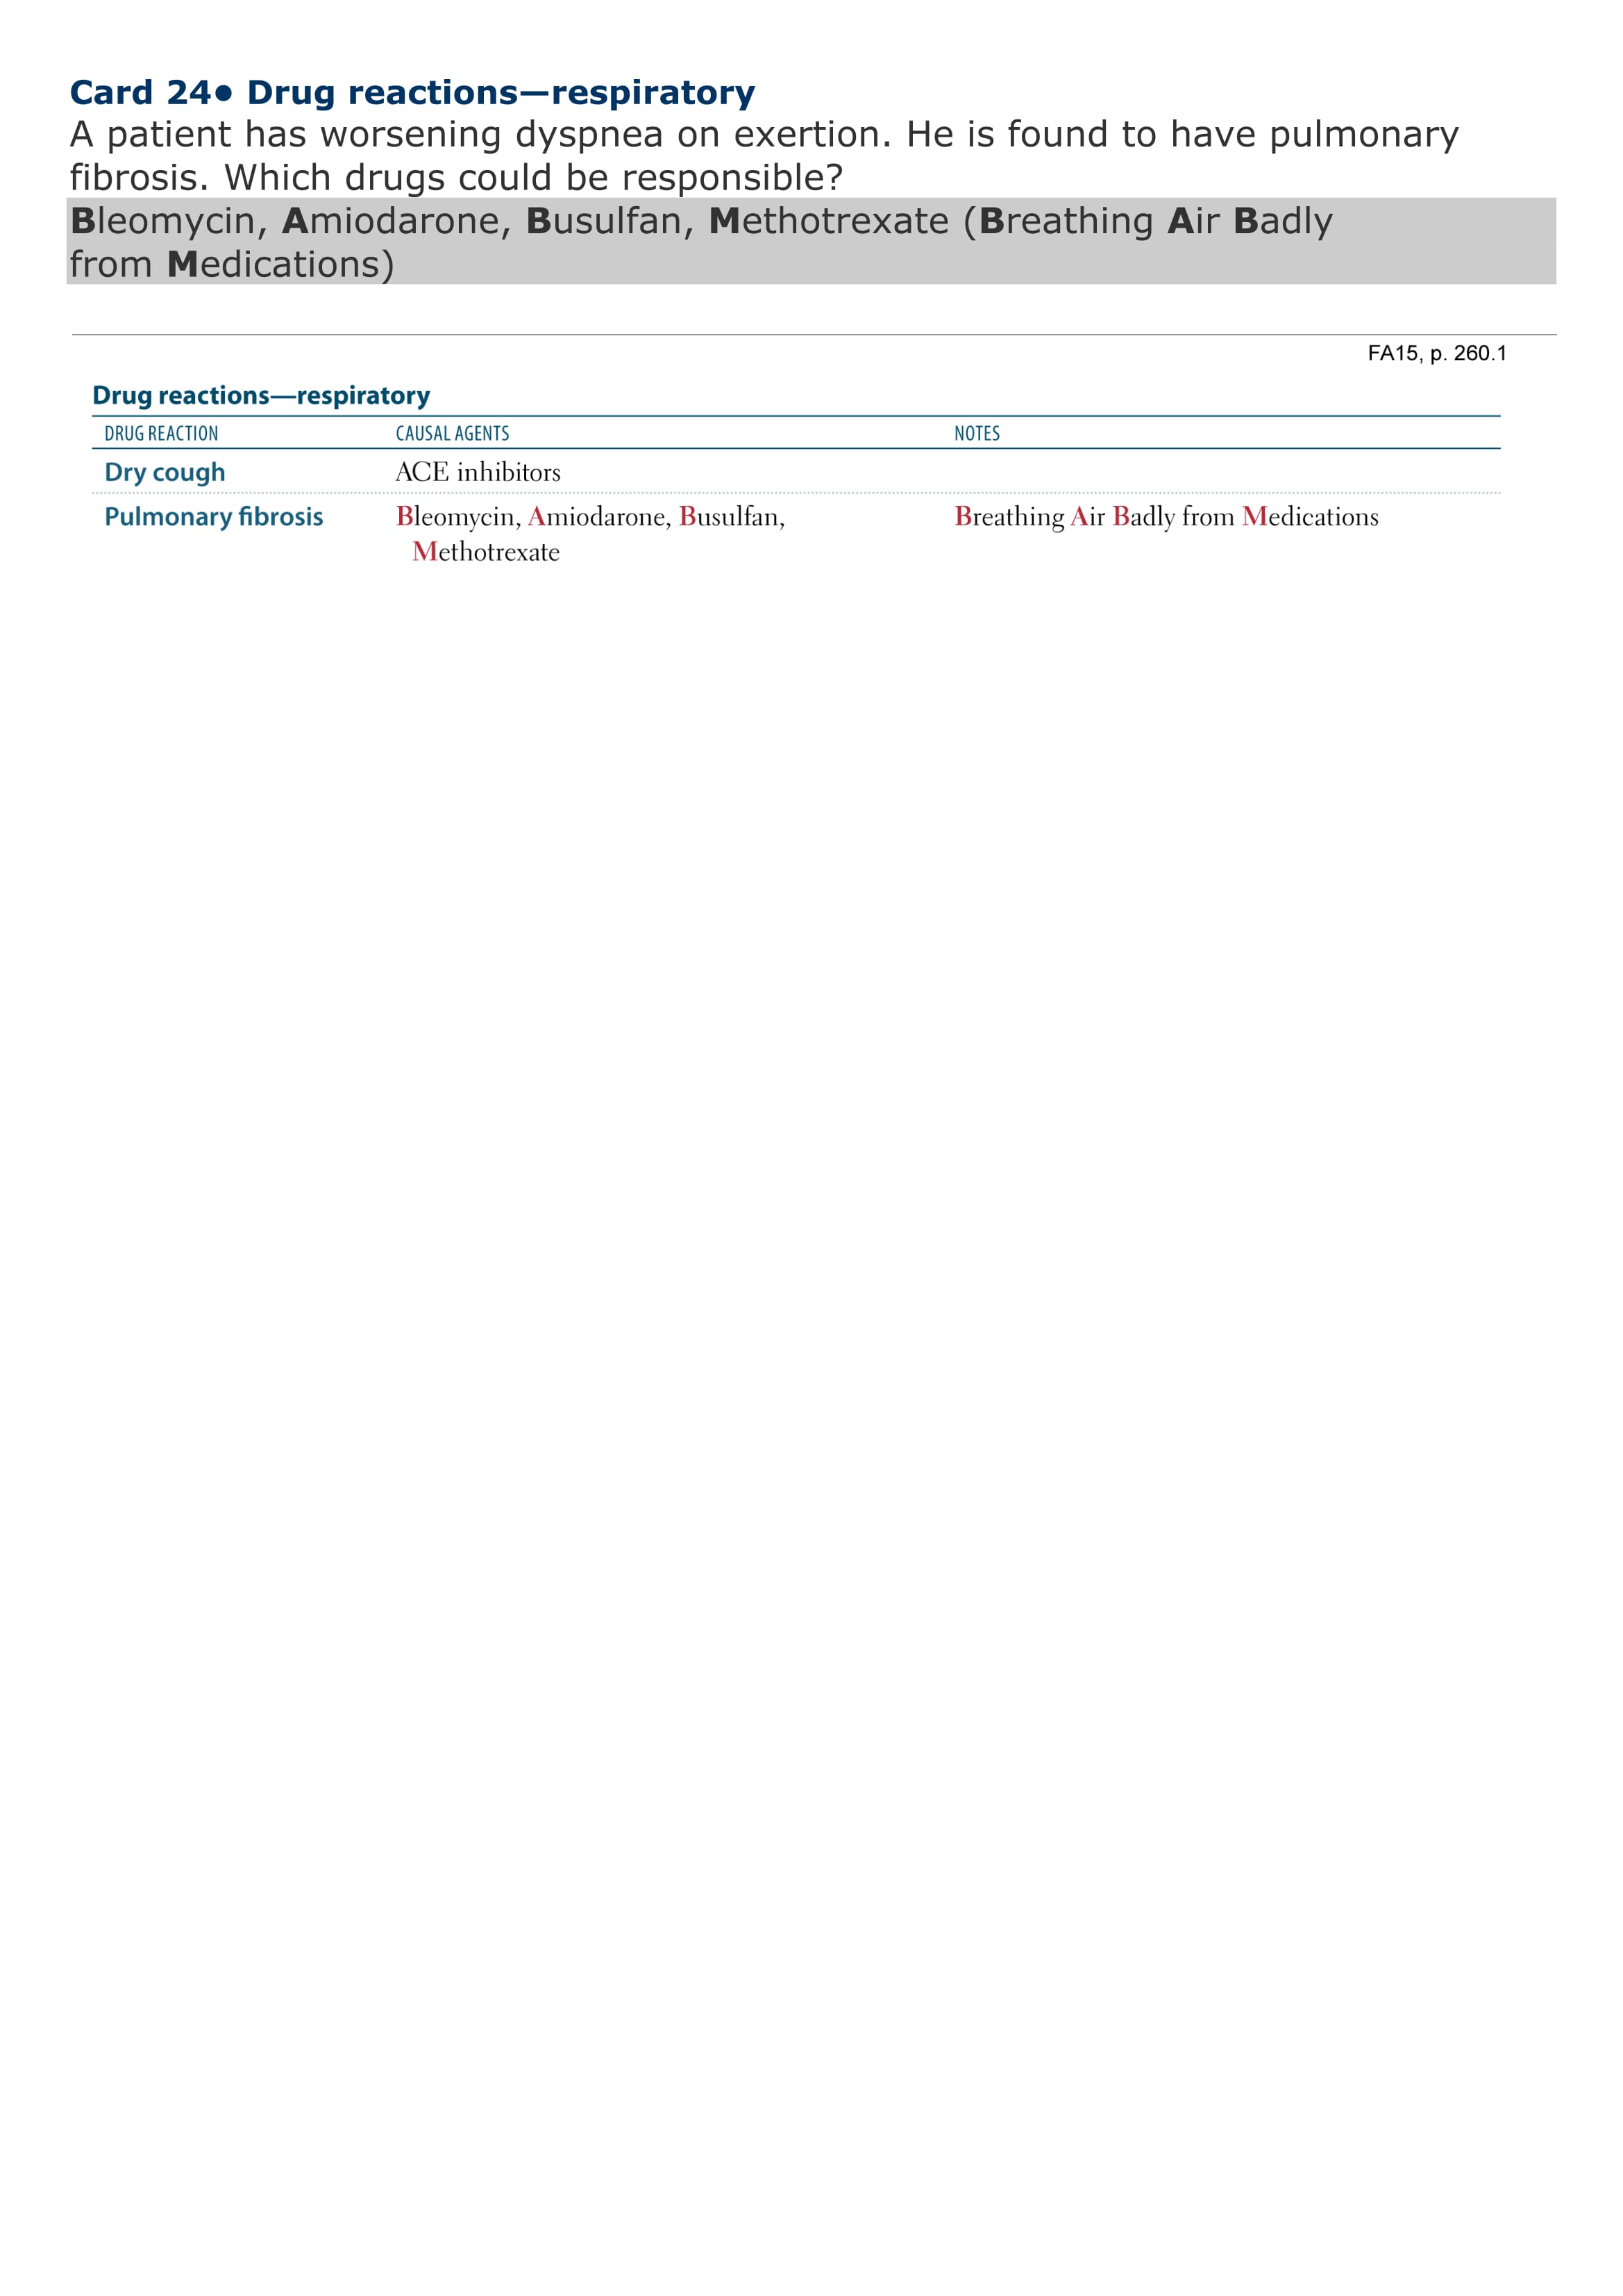 Card 24● Drug reactions—respiratory
A patient has worsening dyspnea on exertion. He is found to have pulmonary
fibrosis. Which drugs could be responsible?
Bleomycin, Amiodarone, Busulfan, Methotrexate (Breathing Air Badly
from Medications)
FA15, p. 260.1
Drug reactions—respiratory
DRUG REACTION CAUSAL AGENTS NOTES
Dry cough ACE inhibitors
Pulmonary fibrosis Bleomycin, Amiodarone, Busulfan, Breathing Air Badly from Medications
Methotrexate